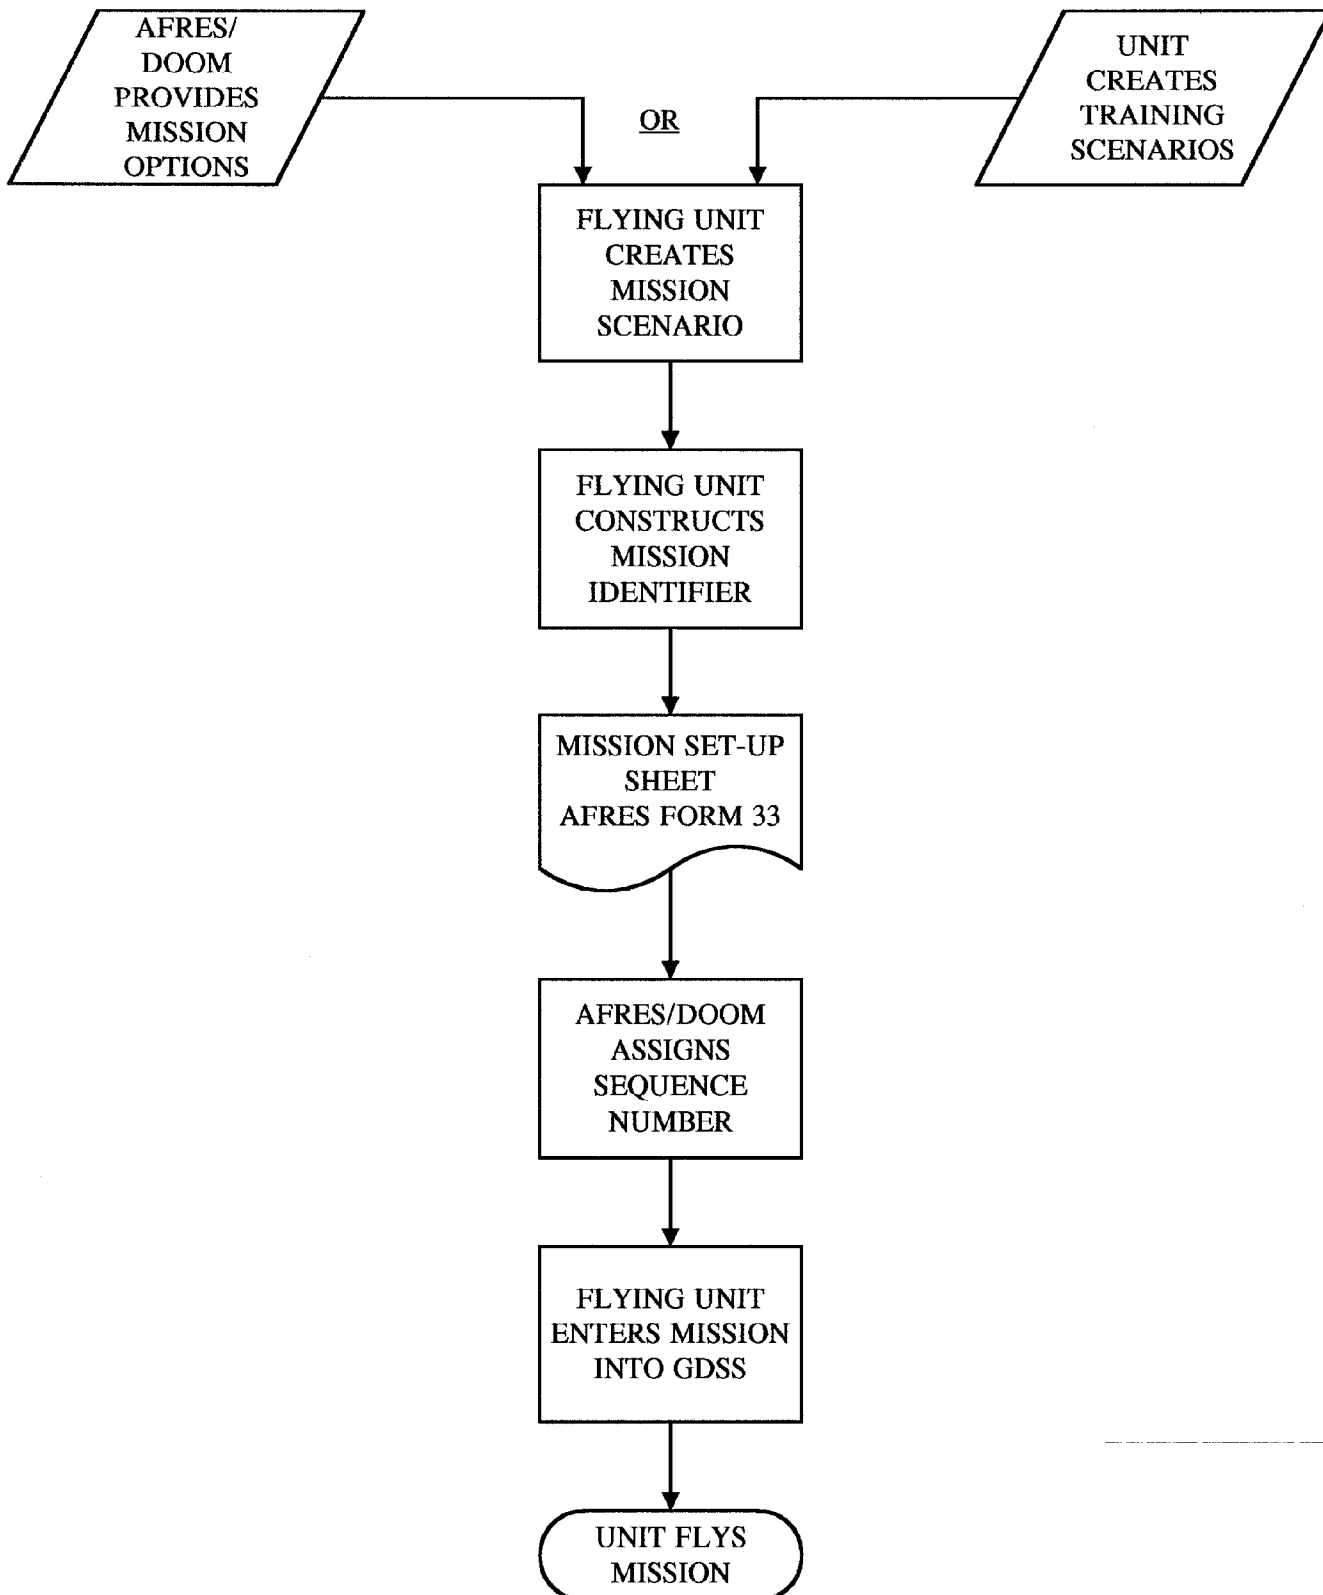 AFRES/
DOOM
PROVIDES
MISSION
OPTIONS
OR
UNIT
CREATES
TRAINING
SCENARIOS
FLYING UNIT
CREATES
MISSION
SCENARIO
FLYING UNIT
CONSTRUCTS
MISSION
IDENTIFIER
MISSION SET-UP
SHEET
AFRES FORM 33
AFRES/DOOM
ASSIGNS
SEQUENCE
NUMBER
FLYING UNIT
ENTERS MISSION
INTO GDSS
UNIT FLYS
MISSION